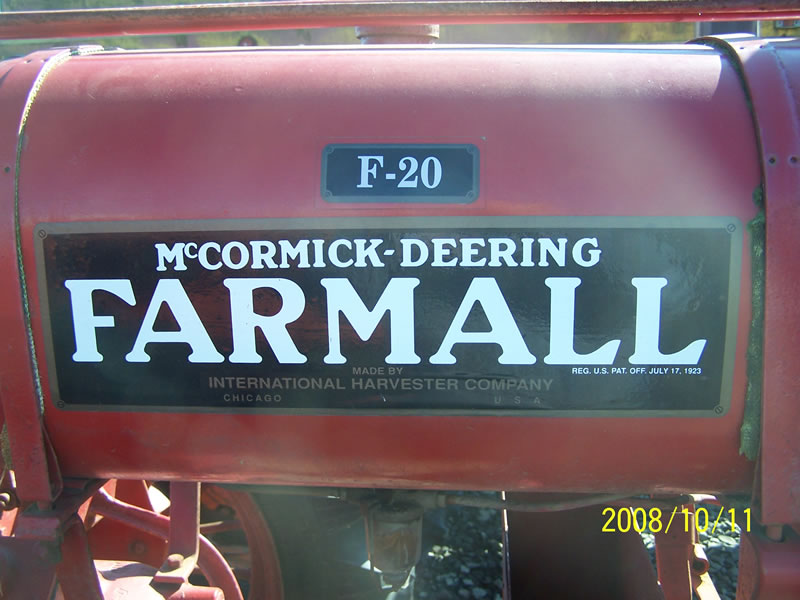 F-20
McCORMICK-DEERING
FARMALL
REG. U.S. PAT. OFF. JULY 17, 1923
MADE BY
INTERNATIONAL HARVESTER COMPANY
CHICAGO USA
2008/10/11